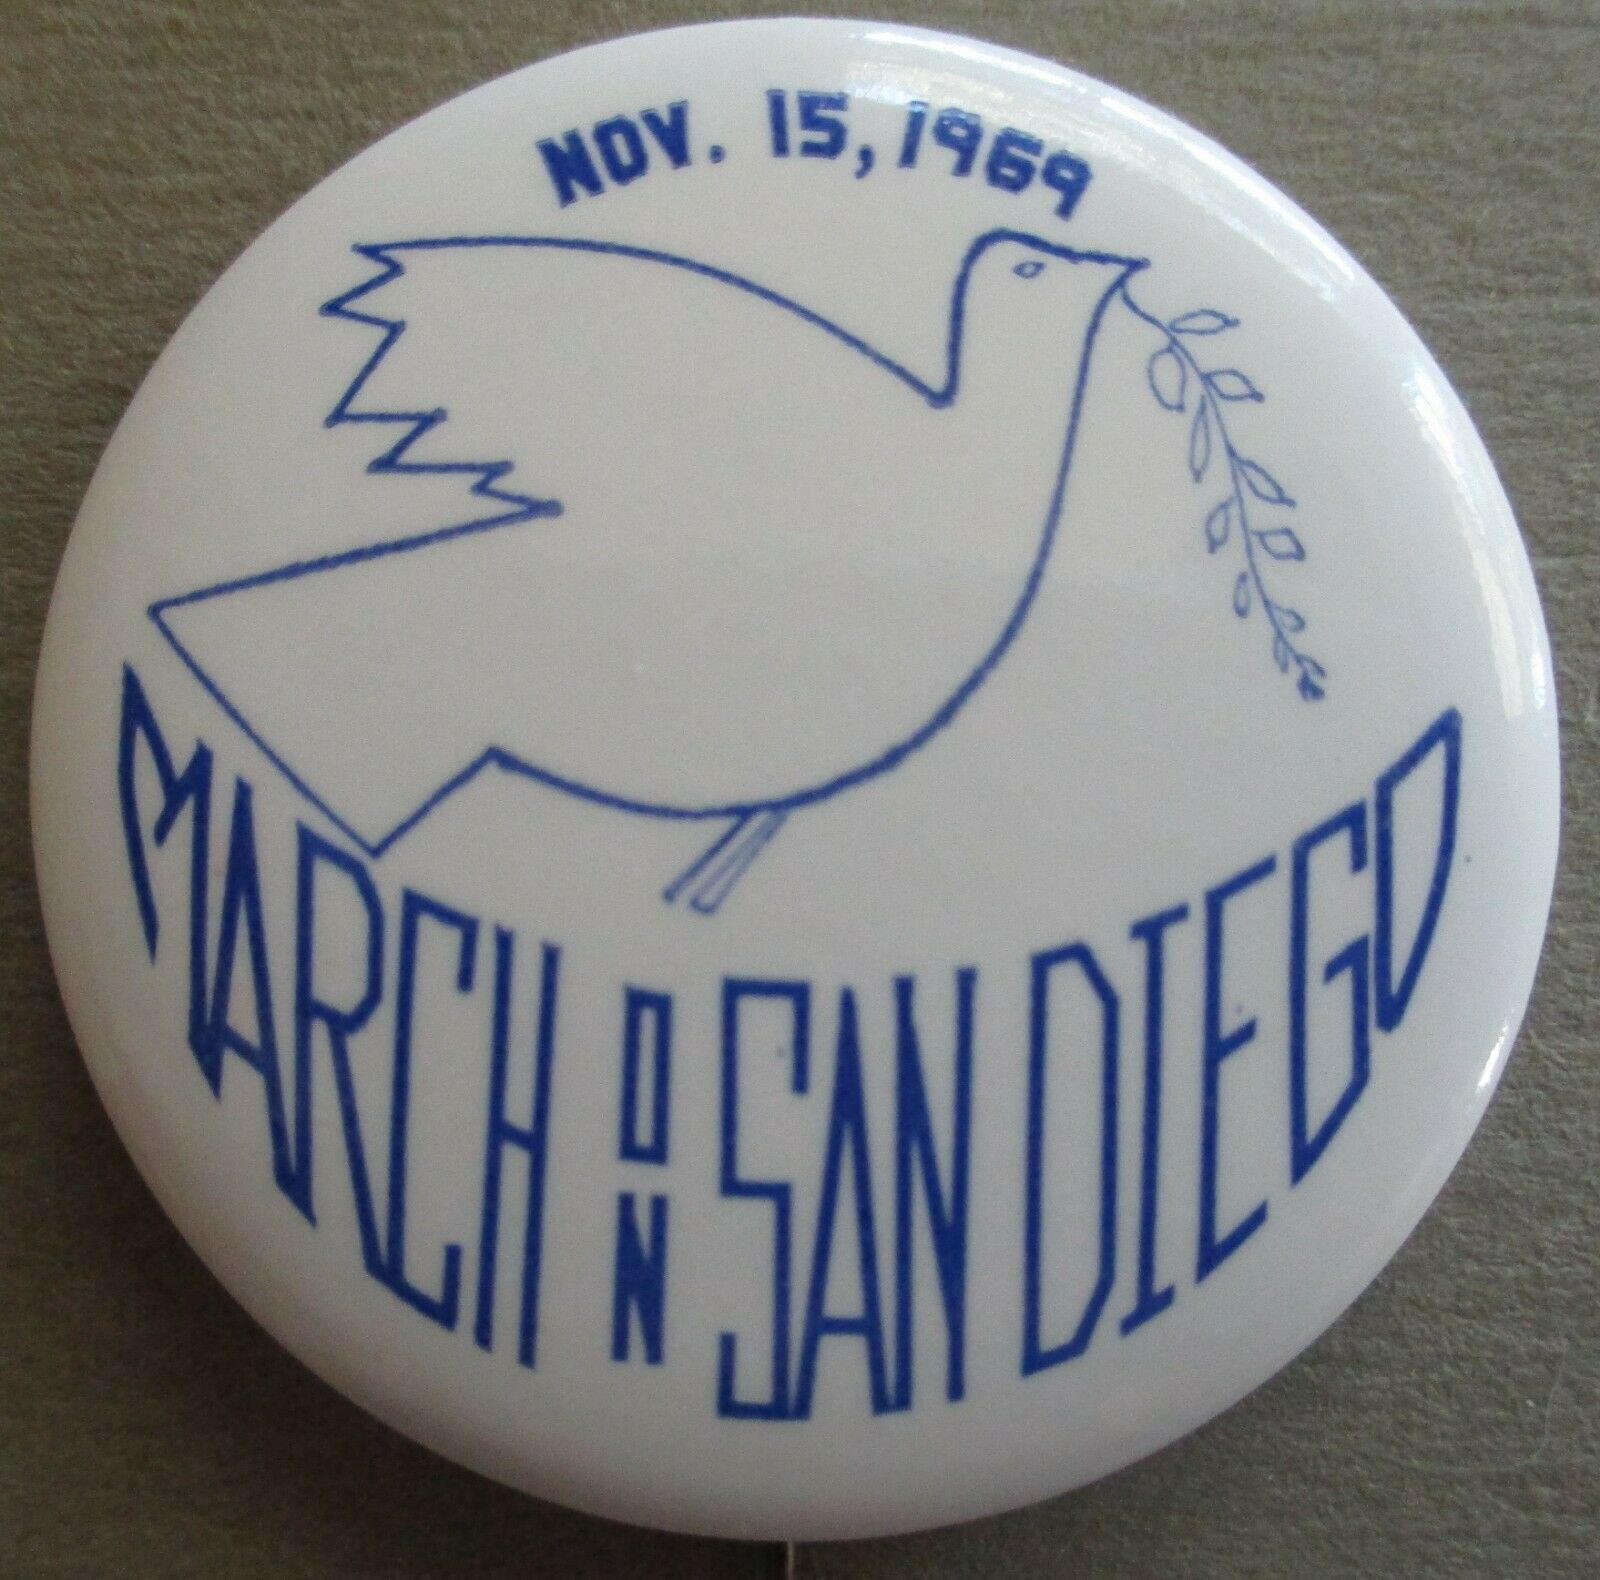 NOV. 15, 1969
MARCH ON SAN DIEGO